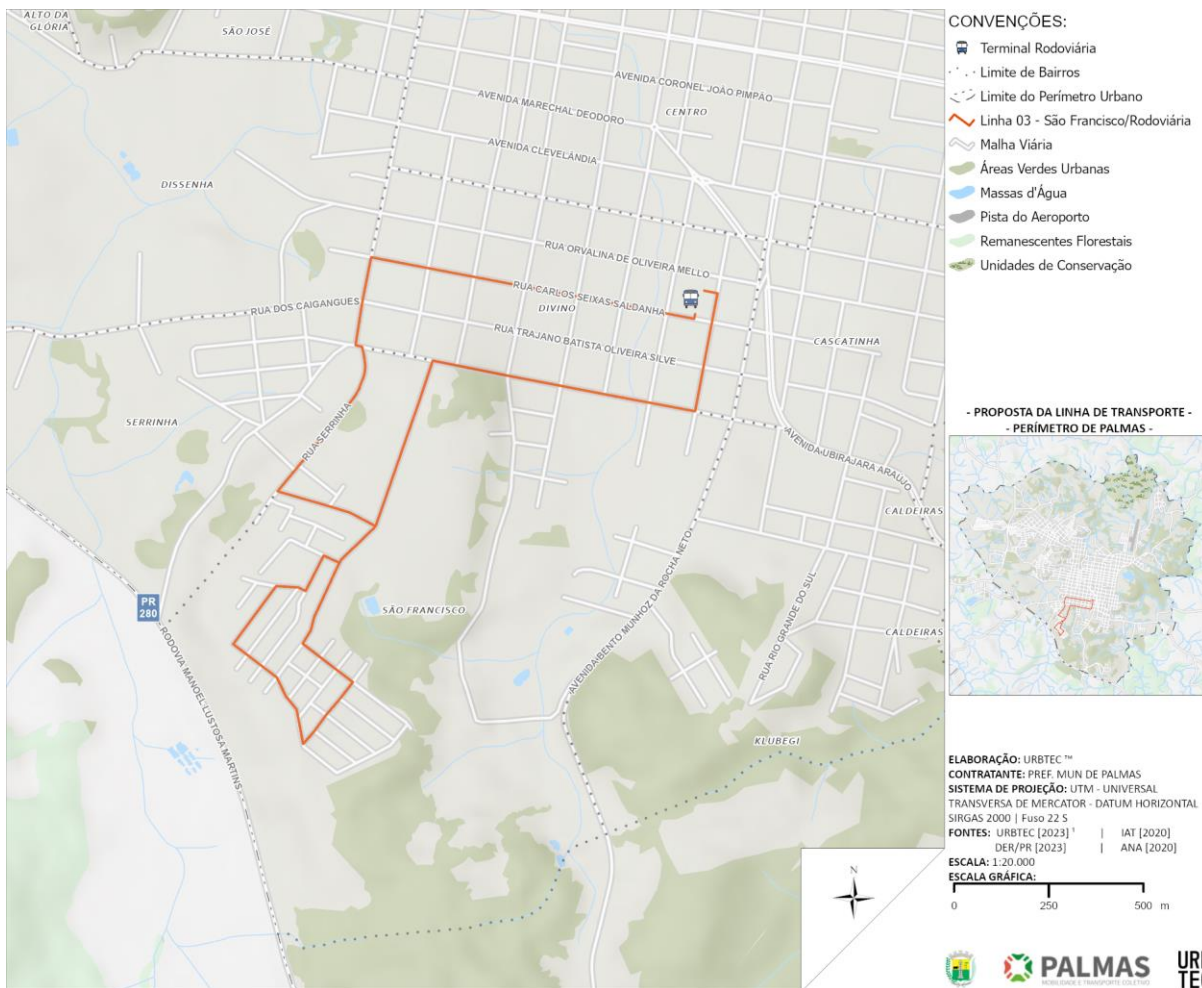 ALTO DA
GLÓRIA
SÃO JOSÉ
AVENIDA CORONEL JOÃO PIMPÃO
AVENIDA MARECHAL DEODORO
CENTRO
AVENIDA CLEVELÂNDIA
DISSENHA
RUA ORVALINA DE OLIVEIRA MELLO
RUA CARLOS SEIXAS SALDANHA
DIVINO
RUA DOS CAIGANGUES
RUA TRAJANO BATISTA OLIVEIRA SILVE
CASCATINHA
SERRINHA
RUA SERRINHA
AVENIDA UBIRAJARA ARAÚJO
CALDEIRAS
PR
280
SÃO FRANCISCO
RODOVIA MANOEL LUSTOSA MARTINS
AVENIDA BENTO MUNHOZ DA ROCHA NETO
RUA RIO GRANDE DO SUL
CALDEIRAS
KLUBEGI
N
CONVENÇÕES:
Terminal Rodoviária
Limite de Bairros
Limite do Perímetro Urbano
Linha 03 - São Francisco/Rodoviária
Malha Viária
Áreas Verdes Urbanas
Massas d'Água
Pista do Aeroporto
Remanescentes Florestais
Unidades de Conservação
- PROPOSTA DA LINHA DE TRANSPORTE -
- PERÍMETRO DE PALMAS -
ELABORAÇÃO: URBTEC ™
CONTRATANTE: PREF. MUN DE PALMAS
SISTEMA DE PROJEÇÃO: UTM - UNIVERSAL
TRANSVERSA DE MERCATOR - DATUM HORIZONTAL
SIRGAS 2000 | Fuso 22 S
FONTES: URBTEC [2023] ¹ | IAT [2020]
DER/PR [2023] | ANA [2020]
ESCALA: 1:20.000
ESCALA GRÁFICA:
0 250 500 m
PALMAS
MOBILIDADE E TRANSPORTE COLETIVO